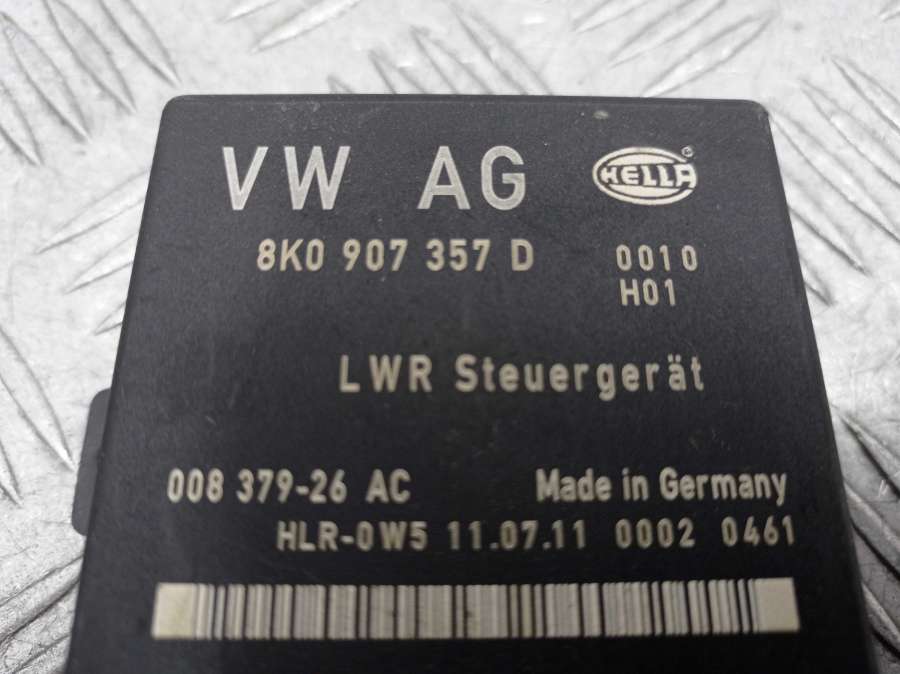 VW AG HELLA ®
8K0 907 357 D 0010
H01
LWR Steuergerät
008 379-26 AC Made in Germany
HLR-0W5 11.07.11 0002 0461